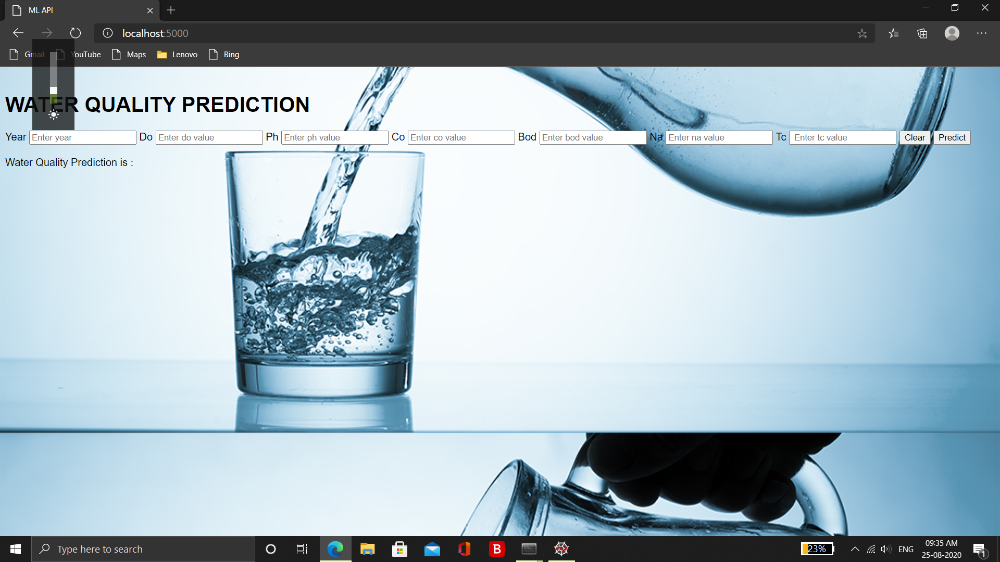 ML API
localhost:5000
Gmail YouTube Maps Lenovo Bing
WATER QUALITY PREDICTION
Year Enter year Do Enter do value Ph Enter ph value Co Enter co value Bod Enter bod value Na Enter na value Tc Enter tc value Clear Predict
Water Quality Prediction is :
Type here to search B 23% ENG 09:35 AM
25-08-2020 1